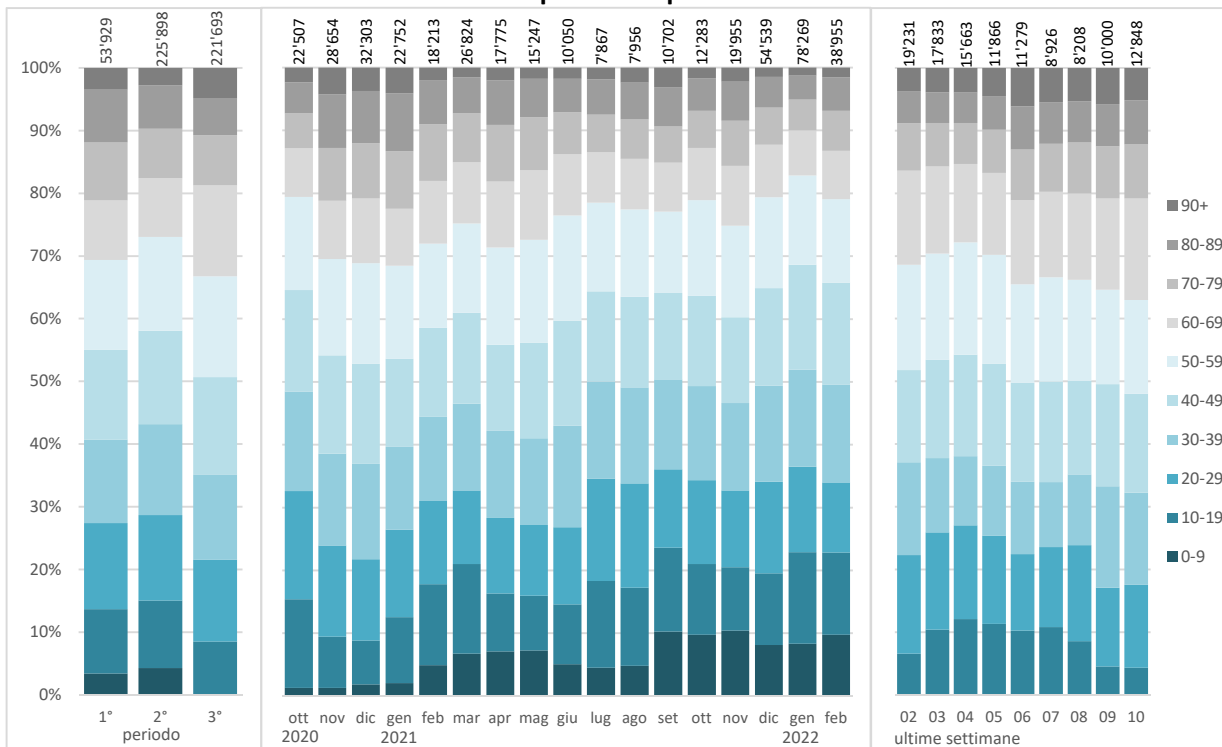 53'929 225'898 221'693
22'507 28'654 32'303 22'752 18'213 26'824 17'775 15'247 10'050 7'867 7'956 10'702 12'283 19'955 54'539 78'269 38'955
19'231 17'833 15'663 11'866 11'279 8'926 8'208 10'000 12'848
100%
90%
80%
70%
60%
50%
40%
30%
20%
10%
0%
1° 2° 3°
periodo
ott nov dic gen feb mar apr mag giu lug ago set ott nov dic gen feb
2020 2021 2022
02 03 04 05 06 07 08 09 10
ultime settimane
90+
80-89
70-79
60-69
50-59
40-49
30-39
20-29
10-19
0-9